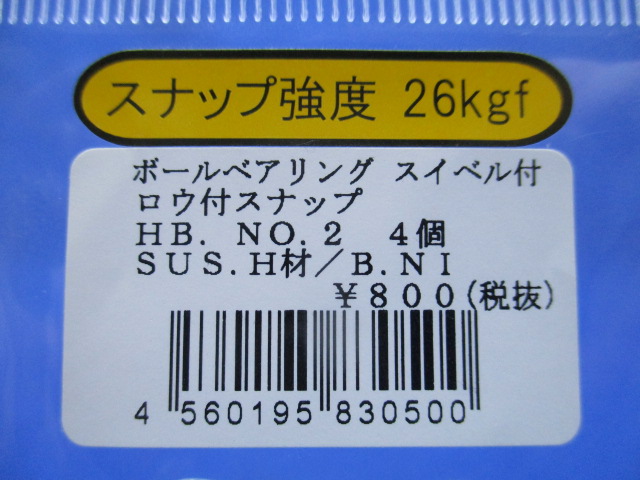 スナップ強度 26kgf
ボールベアリング スイベル付
ロウ付スナップ
HB. NO.2 4個
SUS.H材/B.NI
¥800(税抜)
4 560195 830500